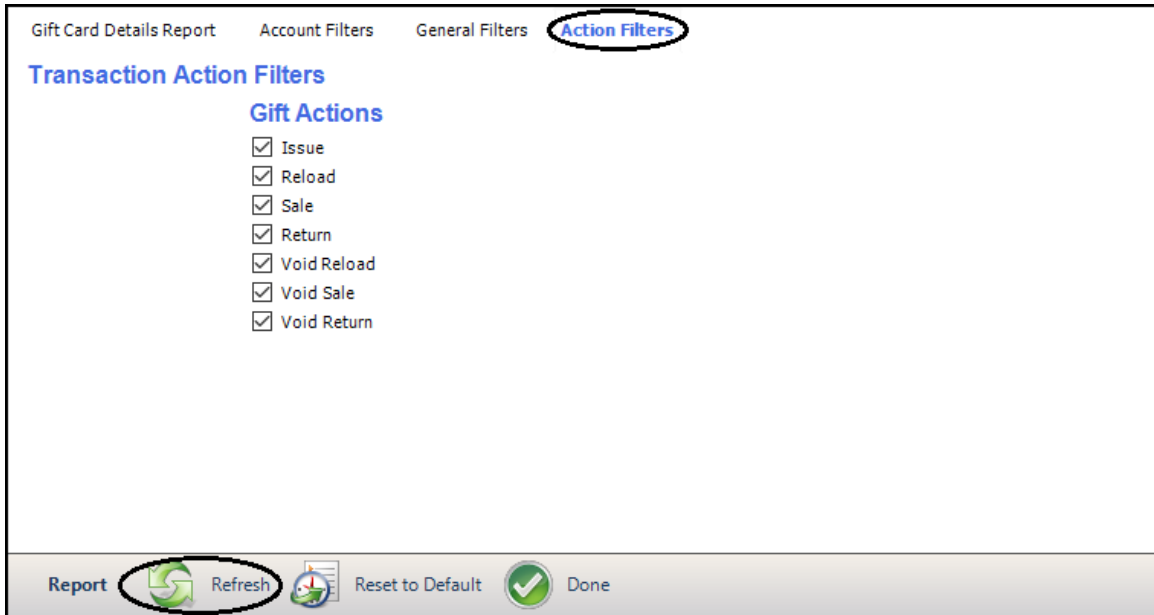 Gift Card Details Report Account Filters General Filters Action Filters
Transaction Action Filters
Gift Actions
Issue
Reload
Sale
Return
Void Reload
Void Sale
Void Return
Report Refresh Reset to Default Done